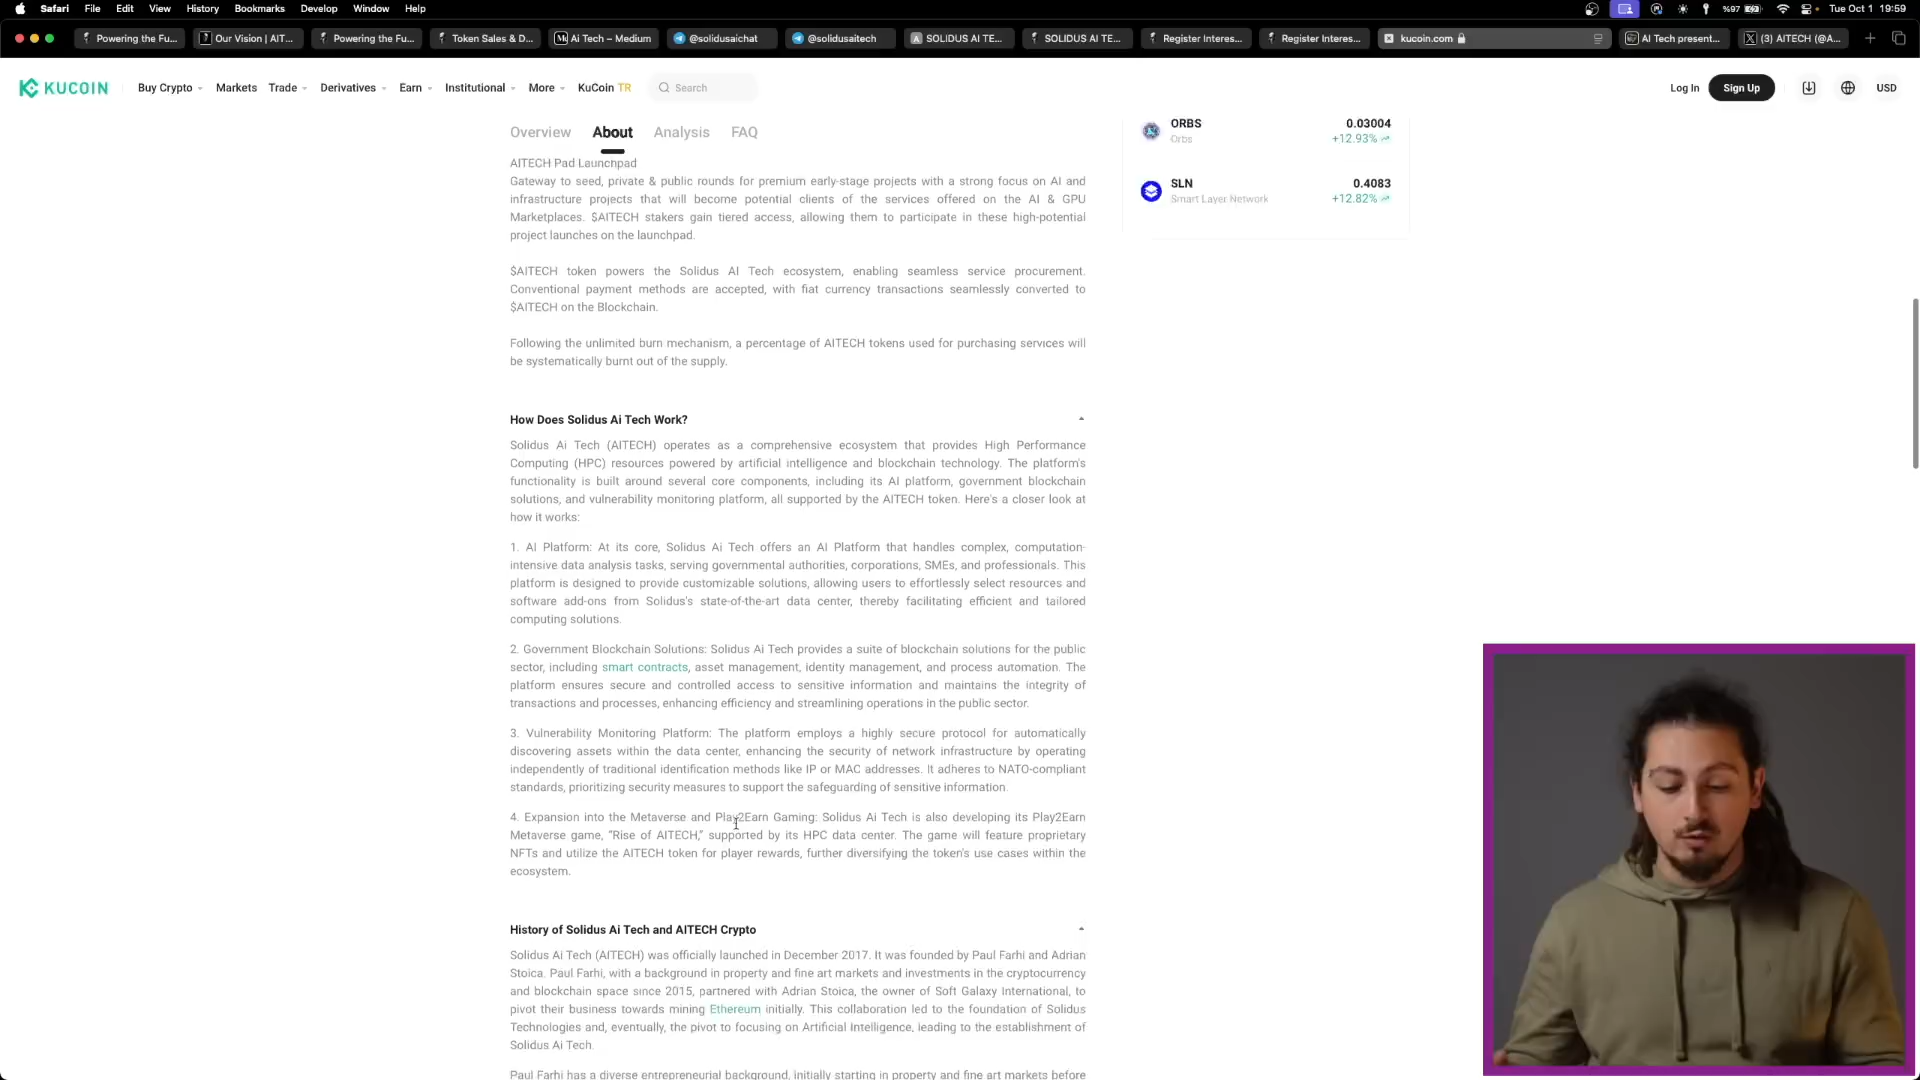 Safari File Edit View History Bookmarks Develop Window Help
%97
Tue Oct 1 19:59
Powering the Fu...
Our Vision | AIT...
Powering the Fu...
Token Sales & D...
Ai Tech – Medium
@solidusaichat
@solidusaitech
SOLIDUS AI TE...
SOLIDUS AI TE...
Register Interes...
Register Interes...
kucoin.com
AI Tech present...
(3) AITECH (@A...
KUCOIN
Buy Crypto
Markets
Trade
Derivatives
Earn
Institutional
More
KuCoin TR
Search
Log In
Sign Up
USD
Overview About Analysis FAQ
ORBS 0.03004
Orbs +12.93%
SLN 0.4083
Smart Layer Network +12.82%
AITECH Pad Launchpad
Gateway to seed, private & public rounds for premium early-stage projects with a strong focus on AI and
infrastructure projects that will become potential clients of the services offered on the AI & GPU
Marketplaces. $AITECH stakers gain tiered access, allowing them to participate in these high-potential
project launches on the launchpad.
$AITECH token powers the Solidus AI Tech ecosystem, enabling seamless service procurement.
Conventional payment methods are accepted, with fiat currency transactions seamlessly converted to
$AITECH on the Blockchain.
Following the unlimited burn mechanism, a percentage of AITECH tokens used for purchasing services will
be systematically burnt out of the supply.
How Does Solidus Ai Tech Work?
Solidus Ai Tech (AITECH) operates as a comprehensive ecosystem that provides High Performance
Computing (HPC) resources powered by artificial intelligence and blockchain technology. The platform's
functionality is built around several core components, including its AI platform, government blockchain
solutions, and vulnerability monitoring platform, all supported by the AITECH token. Here's a closer look at
how it works:
1. AI Platform: At its core, Solidus Ai Tech offers an AI Platform that handles complex, computation-
intensive data analysis tasks, serving governmental authorities, corporations, SMEs, and professionals. This
platform is designed to provide customizable solutions, allowing users to effortlessly select resources and
software add-ons from Solidus's state-of-the-art data center, thereby facilitating efficient and tailored
computing solutions.
2. Government Blockchain Solutions: Solidus Ai Tech provides a suite of blockchain solutions for the public
sector, including smart contracts, asset management, identity management, and process automation. The
platform ensures secure and controlled access to sensitive information and maintains the integrity of
transactions and processes, enhancing efficiency and streamlining operations in the public sector.
3. Vulnerability Monitoring Platform: The platform employs a highly secure protocol for automatically
discovering assets within the data center, enhancing the security of network infrastructure by operating
independently of traditional identification methods like IP or MAC addresses. It adheres to NATO-compliant
standards, prioritizing security measures to support the safeguarding of sensitive information.
4. Expansion into the Metaverse and Play2Earn Gaming: Solidus Ai Tech is also developing its Play2Earn
Metaverse game, “Rise of AITECH,” supported by its HPC data center. The game will feature proprietary
NFTs and utilize the AITECH token for player rewards, further diversifying the token's use cases within the
ecosystem.
History of Solidus Ai Tech and AITECH Crypto
Solidus Ai Tech (AITECH) was officially launched in December 2017. It was founded by Paul Farhi and Adrian
Stoica. Paul Farhi, with a background in property and fine art markets and investments in the cryptocurrency
and blockchain space since 2015, partnered with Adrian Stoica, the owner of Soft Galaxy International, to
pivot their business towards mining Ethereum initially. This collaboration led to the foundation of Solidus
Technologies and, eventually, the pivot to focusing on Artificial Intelligence, leading to the establishment of
Solidus Ai Tech.
Paul Farhi has a diverse entrepreneurial background, initially starting in property and fine art markets before